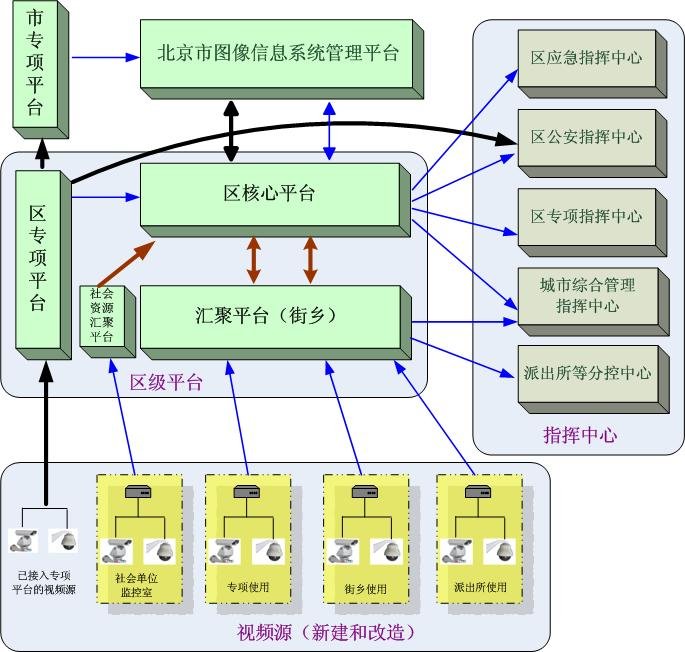 市专项平台
北京市图像信息系统管理平台
区应急指挥中心
区公安指挥中心
区专项平台
区核心平台
区专项指挥中心
社会
资源
汇聚
平台
汇聚平台（街乡）
城市综合管理
指挥中心
派出所等分控中心
区级平台
指挥中心
已接入专项
平台的视频源
社会单位
监控室
专项使用
街乡使用
派出所使用
视频源（新建和改造）